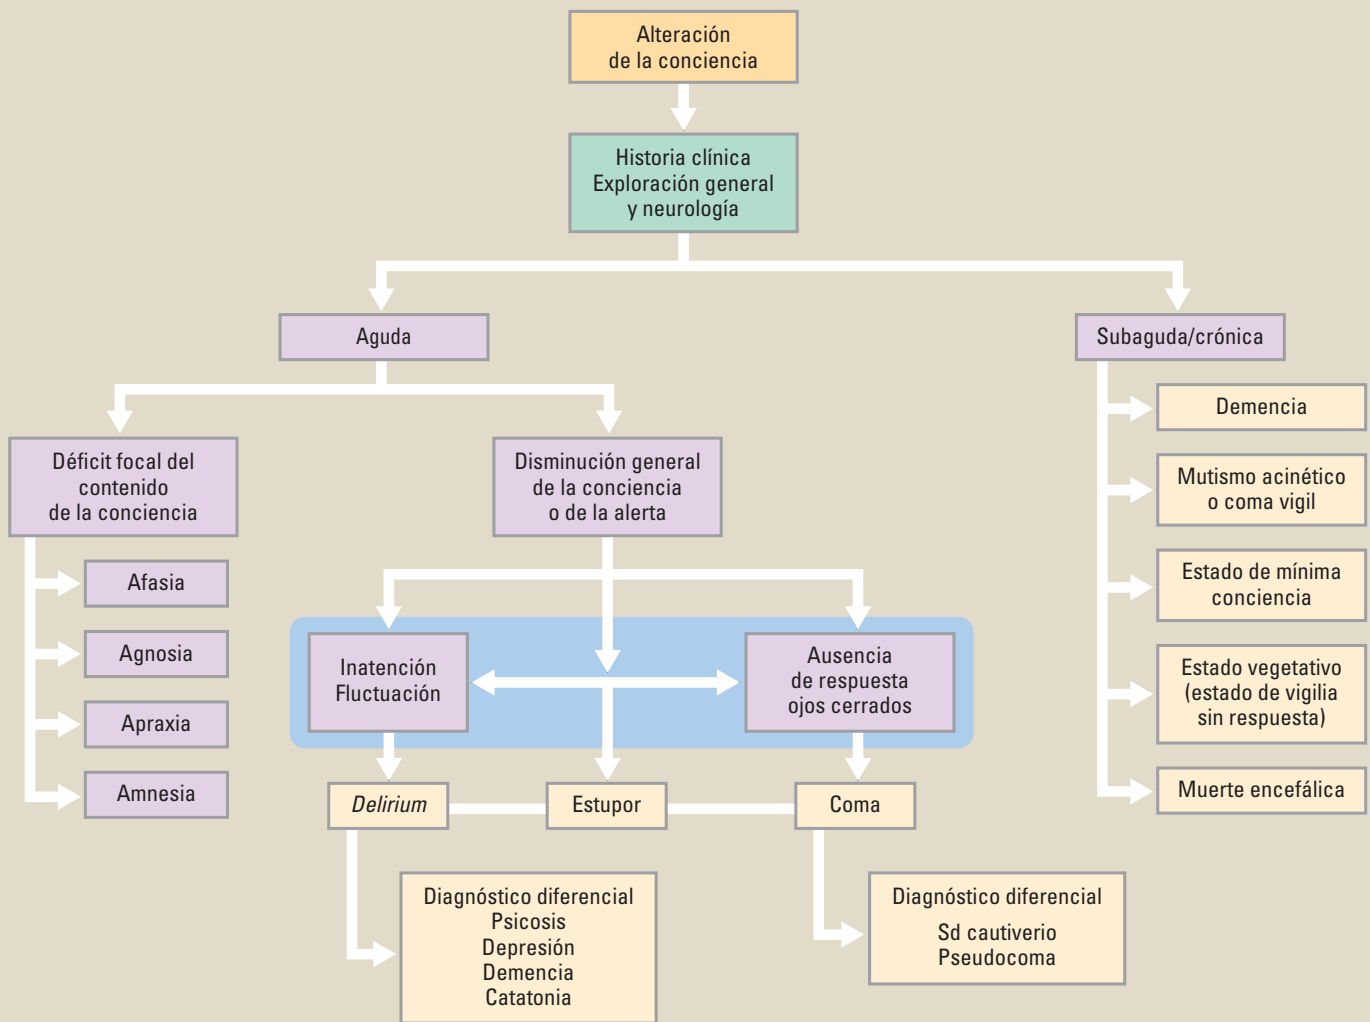 Alteración
de la conciencia
Historia clínica
Exploración general
y neurología
Aguda
Subaguda/crónica
Déficit focal del
contenido
de la conciencia
Afasia
Agnosia
Apraxia
Amnesia
Disminución general
de la conciencia
o de la alerta
Inatención
Fluctuación
Ausencia
de respuesta
ojos cerrados
Delirium
Estupor
Coma
Diagnóstico diferencial
Psicosis
Depresión
Demencia
Catatonia
Diagnóstico diferencial
Sd cautiverio
Pseudocoma
Demencia
Mutismo acinético
o coma vigil
Estado de mínima
conciencia
Estado vegetativo
(estado de vigilia
sin respuesta)
Muerte encefálica